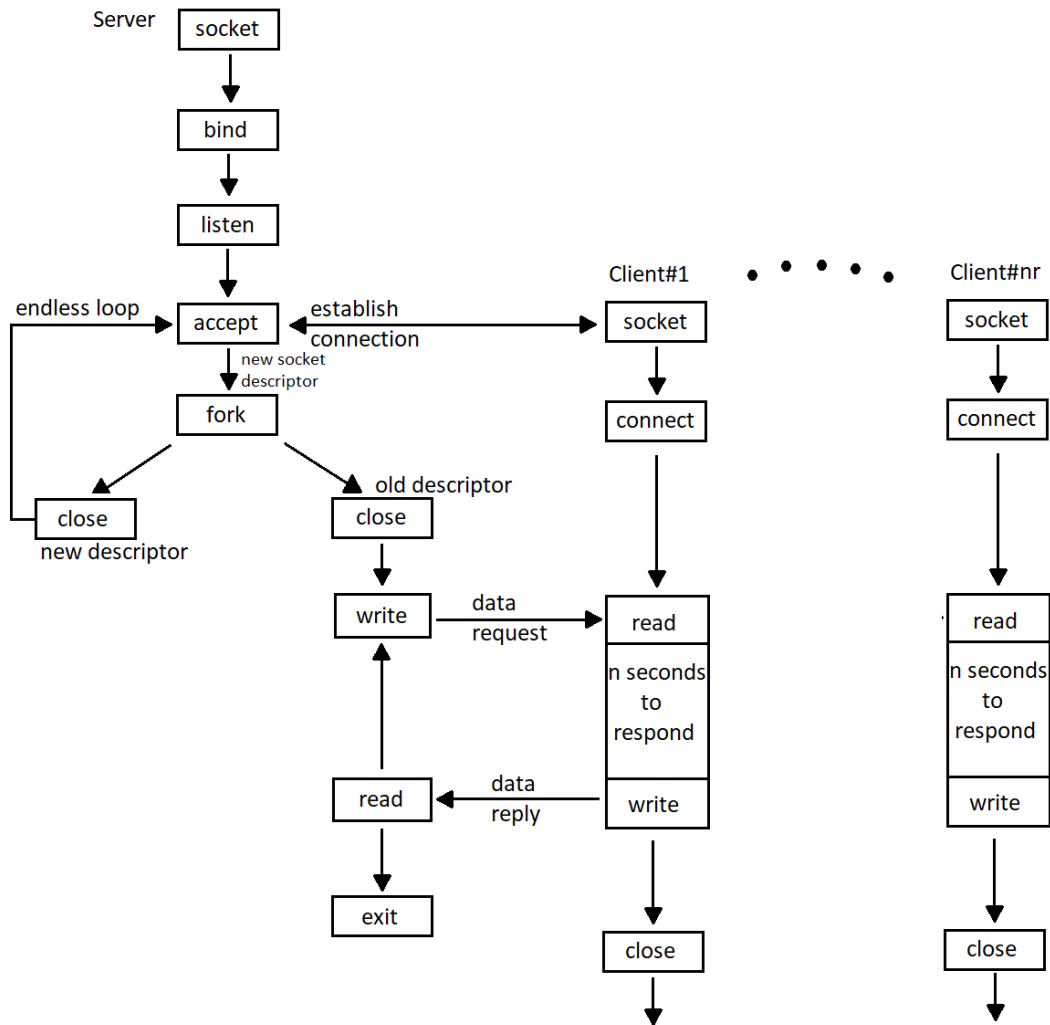 Server
socket
bind
listen
endless loop
accept
establish
connection
new socket
descriptor
fork
close
new descriptor
old descriptor
close
write
data
request
read
data
reply
exit
Client#1
socket
connect
read
n seconds
to
respond
write
close
Client#nr
socket
connect
read
n seconds
to
respond
write
close